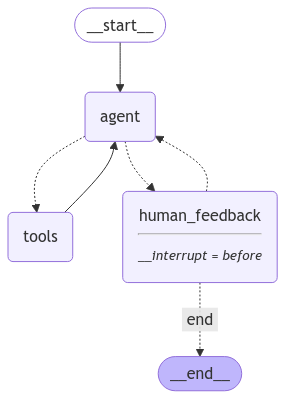 __start__
agent
tools
human_feedback
__interrupt = before
end
__end__